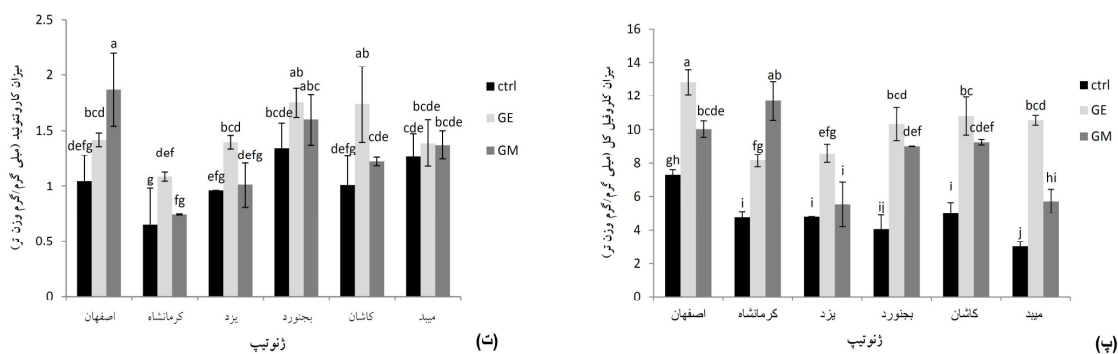 میزان کاروتنوئید (میلی گرم/گرم وزن تر)
2.5
2
1.5
1
0.5
0
defg bcd a
g def fg
efg bcd defg
bcde ab abc
defg ab cde
cde bcde bcde
ctrl
GE
GM
اصفهان کرمانشاه یزد بجنورد کاشان میبد
ژنوتیپ
(ت)
میزان کلروفیل کل (میلی گرم/گرم وزن تر)
16
14
12
10
8
6
4
2
0
gh a bcd
i fg ab
i efg i
ij bcd def
i bc cdef
j bcd hi
ctrl
GE
GM
اصفهان کرمانشاه یزد بجنورد کاشان میبد
ژنوتیپ
(پ)